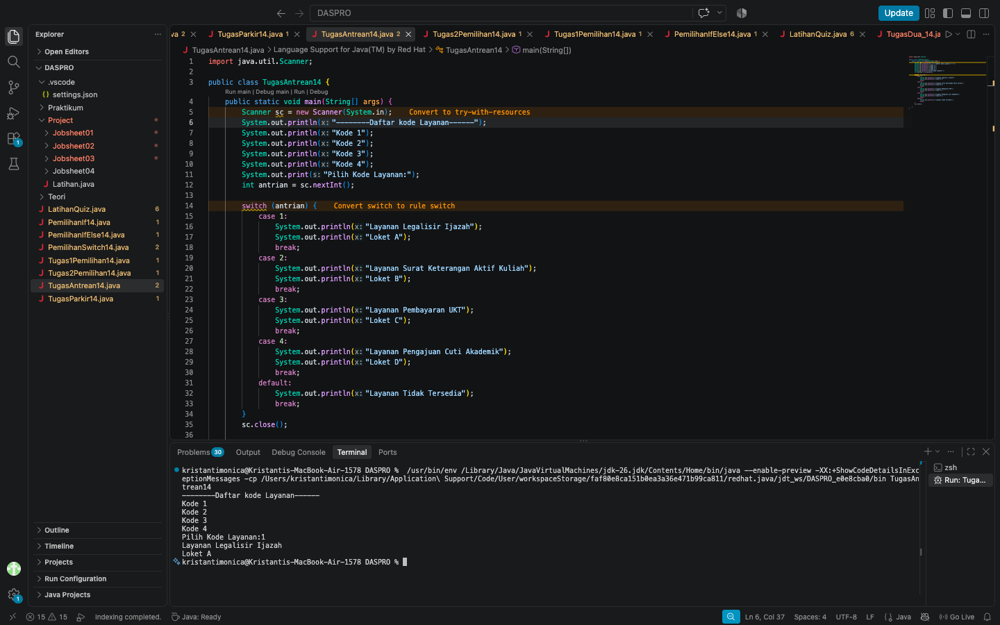 DASPRO
Update
Explorer
Open Editors
DASPRO
.vscode
{} settings.json
Praktikum
Project
Jobsheet01
Jobsheet02
Jobsheet03
Jobsheet04
J Latihan.java
Teori
J LatihanQuiz.java 6
J PemilihanIf14.java 1
J PemilihanIfElse14.java 1
J PemilihanSwitch14.java 2
J Tugas1Pemilihan14.java 1
J Tugas2Pemilihan14.java 1
J TugasAntrean14.java 2
J TugasParkir14.java 1
Outline
Timeline
Projects
Run Configuration
Java Projects
1
1
va 2 J TugasParkir14.java 1 J TugasAntrean14.java 2 J Tugas2Pemilihan14.java 1 J Tugas1Pemilihan14.java 1 J PemilihanIfElse14.java 1 J LatihanQuiz.java 6 J TugasDua_14.ja
J TugasAntrean14.java > Language Support for Java(TM) by Red Hat > TugasAntrean14 > main(String[])
1 import java.util.Scanner;
2
3 public class TugasAntrean14 {
Run main | Debug main | Run | Debug
4 public static void main(String[] args) {
5 Scanner sc = new Scanner(System.in); Convert to try-with-resources
6 System.out.println(x: "--------Daftar kode Layanan------");
7 System.out.println(x: "Kode 1");
8 System.out.println(x: "Kode 2");
9 System.out.println(x: "Kode 3");
10 System.out.println(x: "Kode 4");
11 System.out.print(s: "Pilih Kode Layanan:");
12 int antrian = sc.nextInt();
13
14 switch (antrian) { Convert switch to rule switch
15 case 1:
16 System.out.println(x: "Layanan Legalisir Ijazah");
17 System.out.println(x: "Loket A");
18 break;
19 case 2:
20 System.out.println(x: "Layanan Surat Keterangan Aktif Kuliah");
21 System.out.println(x: "Loket B");
22 break;
23 case 3:
24 System.out.println(x: "Layanan Pembayaran UKT");
25 System.out.println(x: "Loket C");
26 break;
27 case 4:
28 System.out.println(x: "Layanan Pengajuan Cuti Akademik");
29 System.out.println(x: "Loket D");
30 break;
31 default:
32 System.out.println(x: "Layanan Tidak Tersedia");
33 break;
34 }
35 sc.close();
36
Problems 30 Output Debug Console Terminal Ports
kristantimonica@Kristantis-MacBook-Air-1578 DASPRO % /usr/bin/env /Library/Java/JavaVirtualMachines/jdk-26.jdk/Contents/Home/bin/java --enable-preview -XX:+ShowCodeDetailsInExc
eptionMessages -cp /Users/kristantimonica/Library/Application\ Support/Code/User/workspaceStorage/faf80e8ca151b0ea3a36e471b99ca811/redhat.java/jdt_ws/DASPRO_e0e8cba0/bin TugasAn
trean14
--------Daftar kode Layanan------
Kode 1
Kode 2
Kode 3
Kode 4
Pilih Kode Layanan:1
Layanan Legalisir Ijazah
Loket A
kristantimonica@Kristantis-MacBook-Air-1578 DASPRO %
zsh
Run: Tuga...
15 15 Indexing completed. Java: Ready Ln 6, Col 37 Spaces: 4 UTF-8 LF Java Go Live